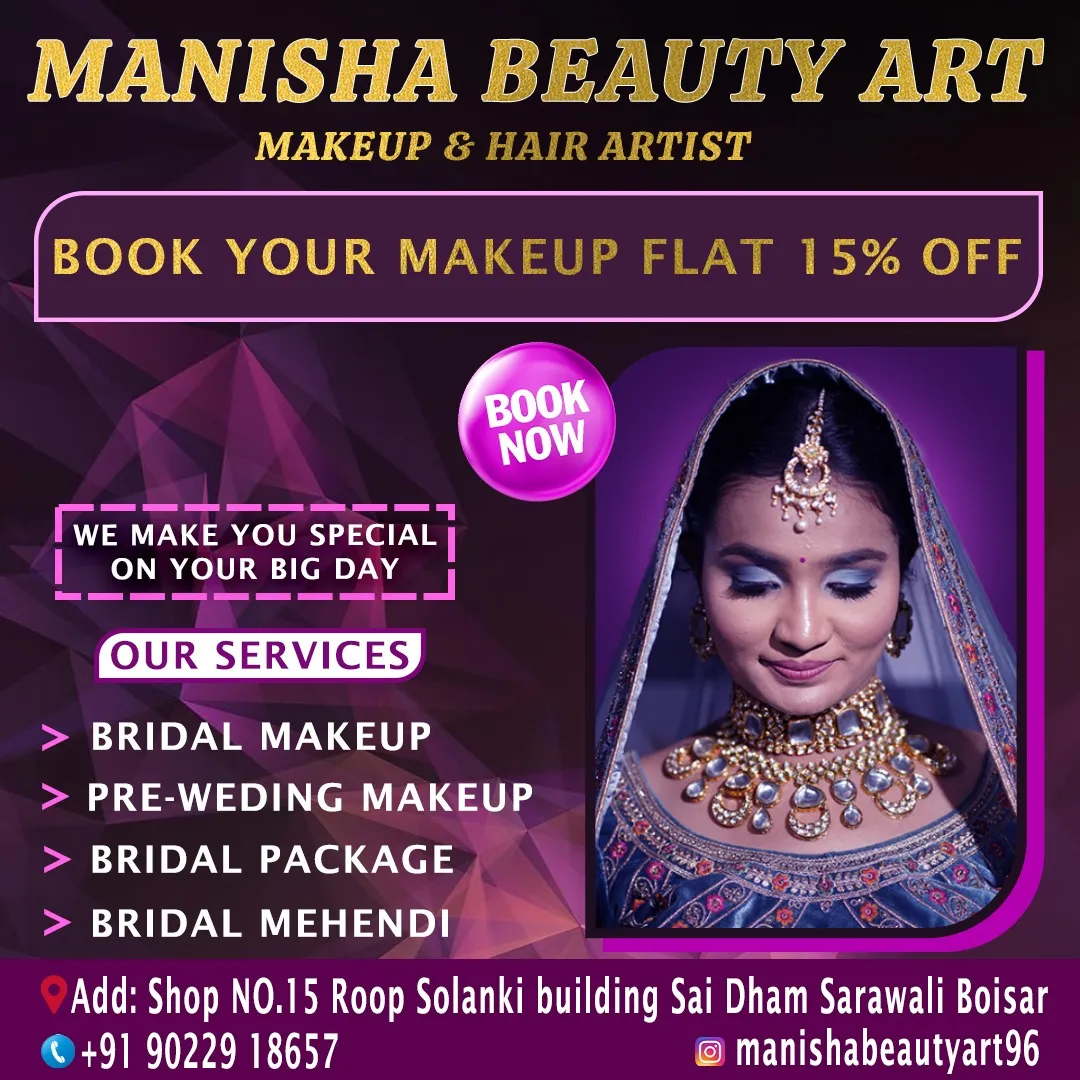 MANISHA BEAUTY ART
MAKEUP & HAIR ARTIST
BOOK YOUR MAKEUP FLAT 15% OFF
BOOK
NOW
WE MAKE YOU SPECIAL
ON YOUR BIG DAY
OUR SERVICES
> BRIDAL MAKEUP
> PRE-WEDING MAKEUP
> BRIDAL PACKAGE
> BRIDAL MEHENDI
Add: Shop NO.15 Roop Solanki building Sai Dham Sarawali Boisar
+91 90229 18657
manishabeautyart96